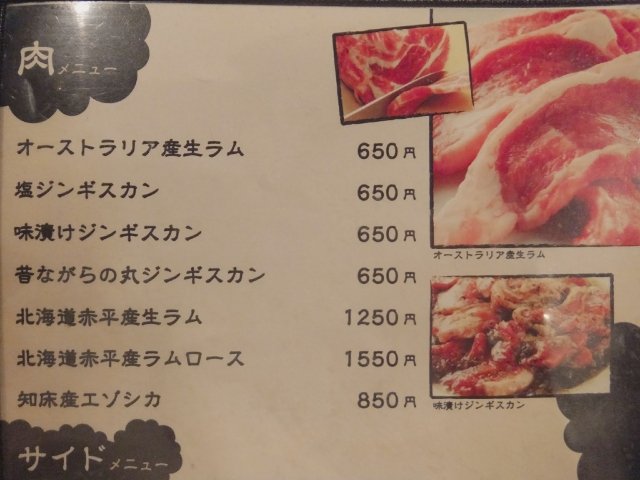 肉メニュー
オーストラリア産生ラム 650円
塩ジンギスカン 650円
味漬けジンギスカン 650円
昔ながらの丸ジンギスカン 650円
北海道赤平産生ラム 1250円
北海道赤平産ラムロース 1550円
知床産エゾシカ 850円
オーストラリア産生ラム
味漬けジンギスカン
サイドメニュー